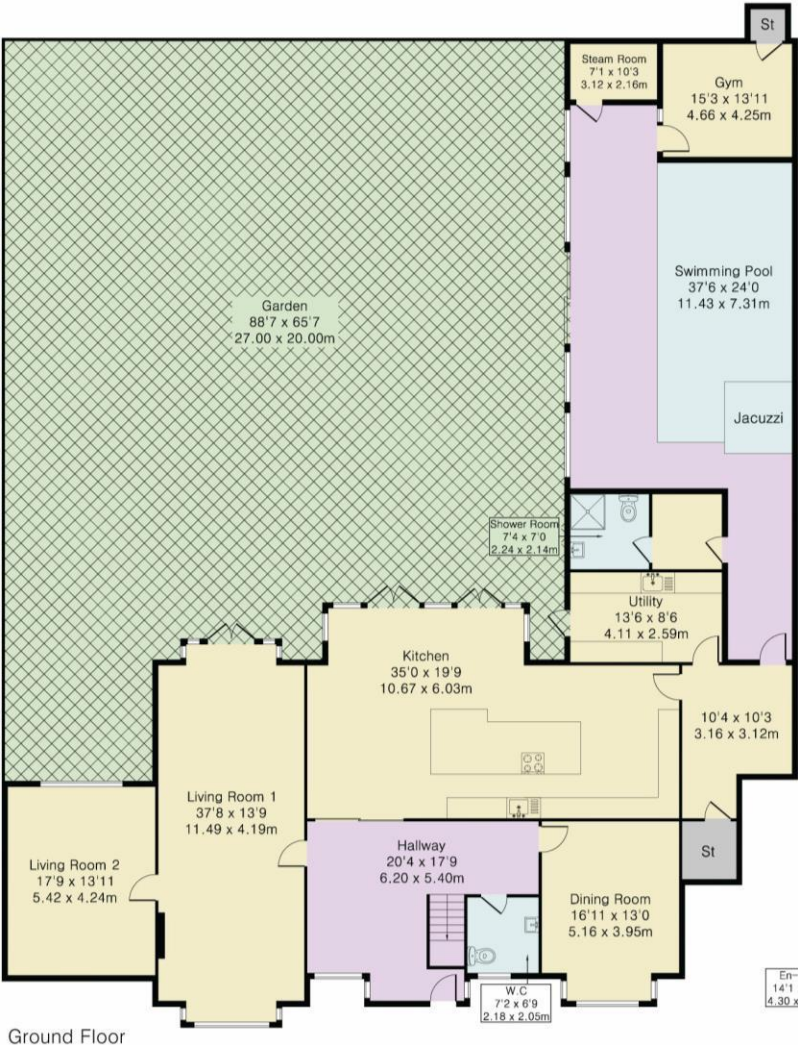 St
Steam Room
7'1 x 10'3
3.12 x 2.16m
Gym
15'3 x 13'11
4.66 x 4.25m
Swimming Pool
37'6 x 24'0
11.43 x 7.31m
Garden
88'7 x 65'7
27.00 x 20.00m
Jacuzzi
Shower Room
7'4 x 7'0
2.24 x 2.14m
Utility
13'6 x 8'6
4.11 x 2.59m
Kitchen
35'0 x 19'9
10.67 x 6.03m
10'4 x 10'3
3.16 x 3.12m
Living Room 1
37'8 x 13'9
11.49 x 4.19m
Hallway
20'4 x 17'9
6.20 x 5.40m
St
Living Room 2
17'9 x 13'11
5.42 x 4.24m
Dining Room
16'11 x 13'0
5.16 x 3.95m
W.C
7'2 x 6'9
2.18 x 2.05m
En-
14'1
4.30 x
Ground Floor